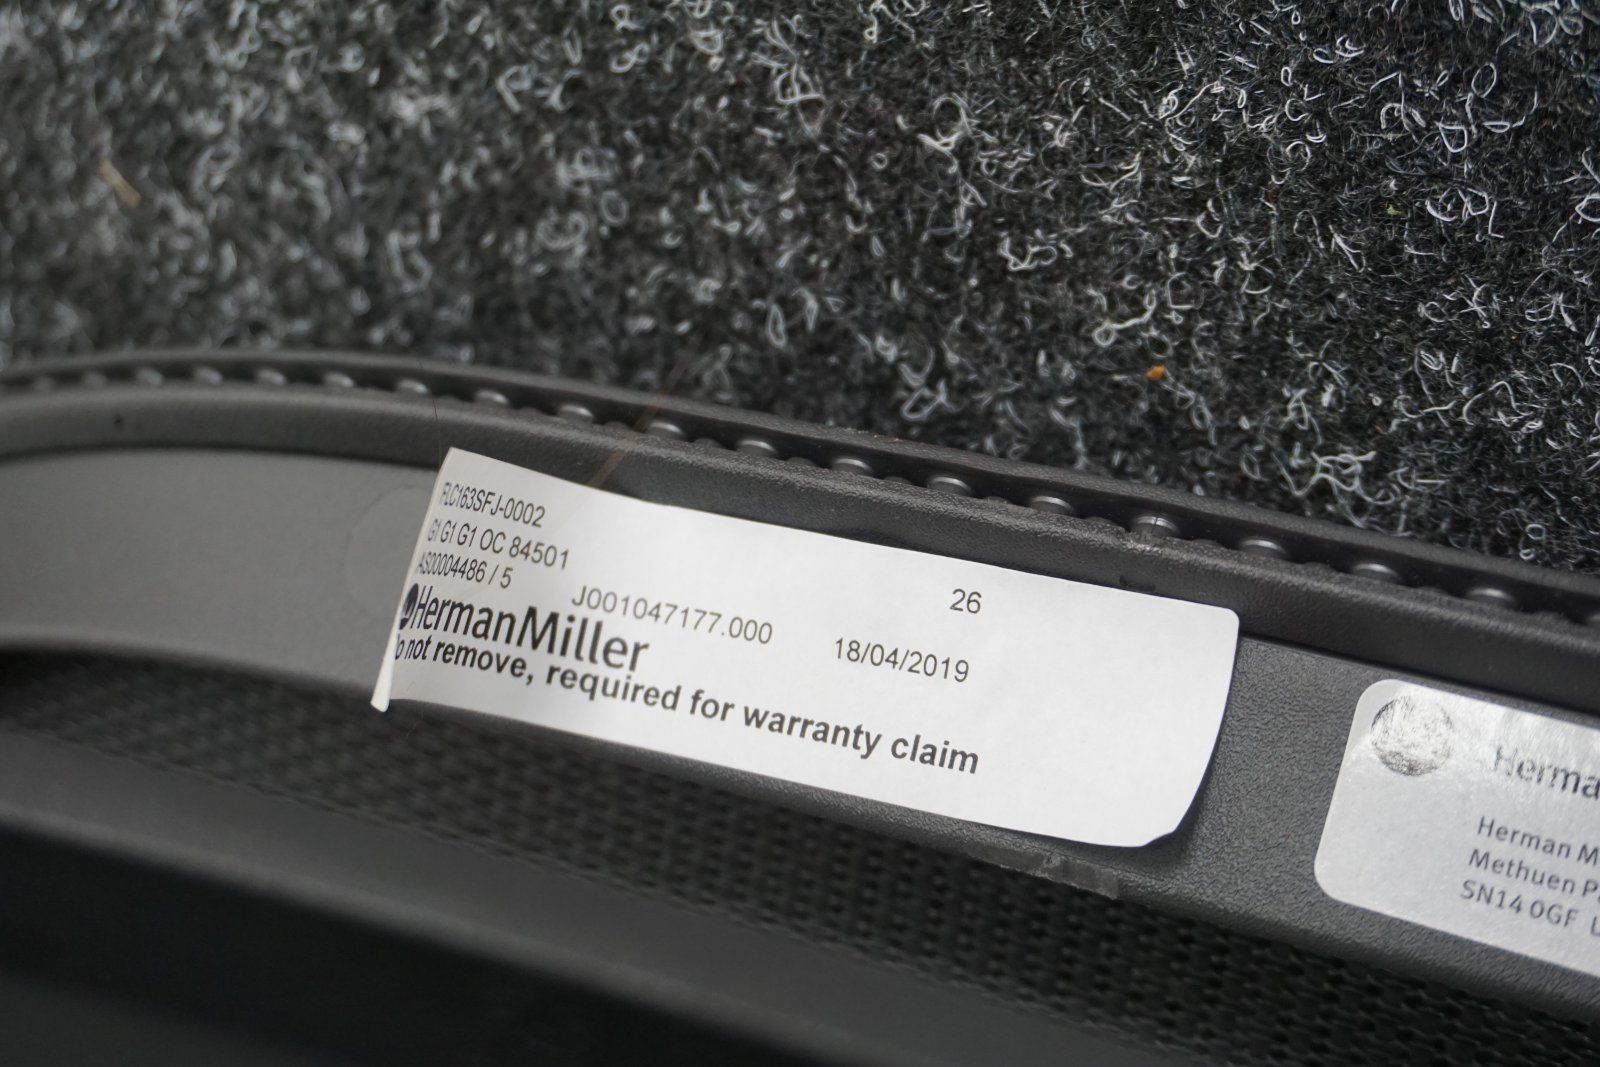 FLC163SFJ-0002
G1 G1 G1 OC 84501
AS00004486 / 5
J001047177.000
26
18/04/2019
HermanMiller
Do not remove, required for warranty claim
Herman
Methuen
SN14 0GF